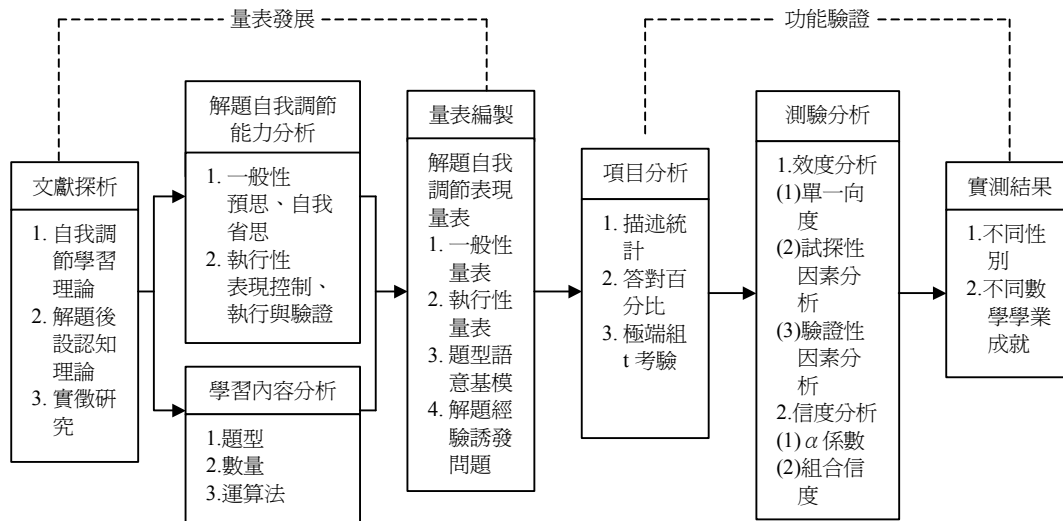 量表發展
功能驗證
文獻探析
1. 自我調
節學習
理論
2. 解題後
設認知
理論
3. 實徵研
究
解題自我調節
能力分析
1. 一般性
預思、自我
省思
2. 執行性
表現控制、
執行與驗證
學習內容分析
1.題型
2.數量
3.運算法
量表編製
解題自我
調節表現
量表
1. 一般性
量表
2. 執行性
量表
3. 題型語
意基模
4. 解題經
驗誘發
問題
項目分析
1. 描述統
計
2. 答對百
分比
3. 極端組
t 考驗
測驗分析
1.效度分析
(1)單一向
度
(2)試探性
因素分
析
(3)驗證性
因素分
析
2.信度分析
(1)α係數
(2)組合信
度
實測結果
1.不同性
別
2.不同數
學學業
成就